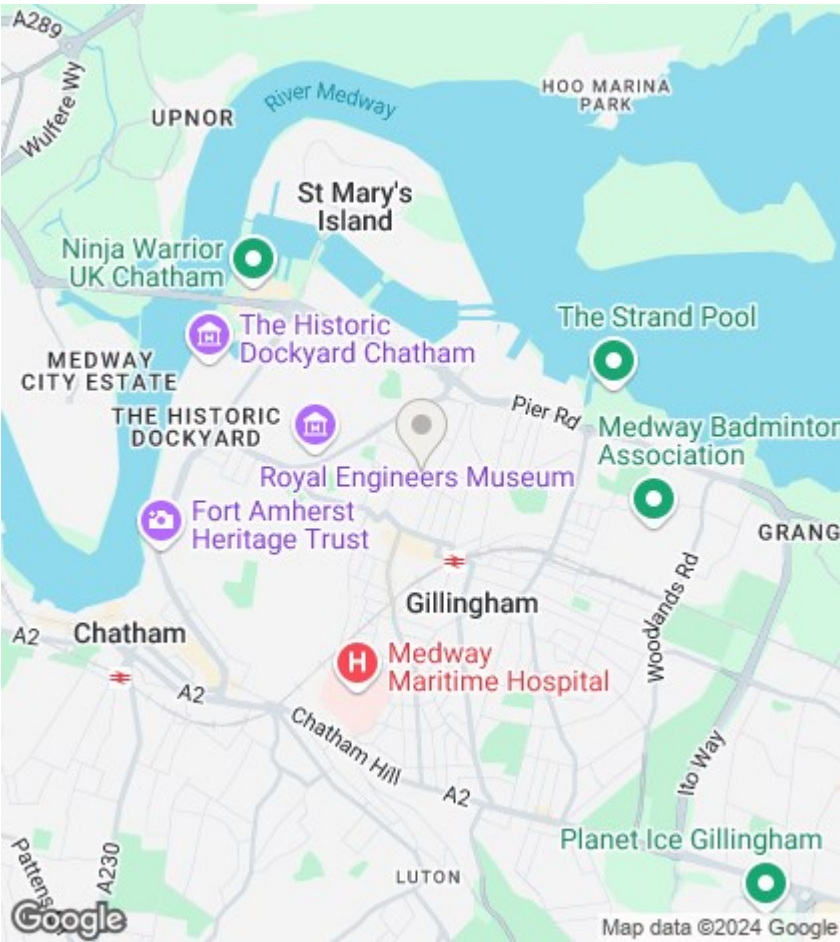 A289
Wulfere Wy
UPNOR
River Medway
HOO MARINA
PARK
St Mary's
Island
Ninja Warrior
UK Chatham
The Historic
Dockyard Chatham
The Strand Pool
MEDWAY
CITY ESTATE
THE HISTORIC
DOCKYARD
Pier Rd
Medway Badminton
Association
Royal Engineers Museum
Fort Amherst
Heritage Trust
GRANG
Gillingham
Woodlands Rd
A2
Chatham
Medway
Maritime Hospital
A2
Chatham Hill
A2
Ito Way
Planet Ice Gillingham
Pattens
A230
LUTON
Google
Map data ©2024 Google